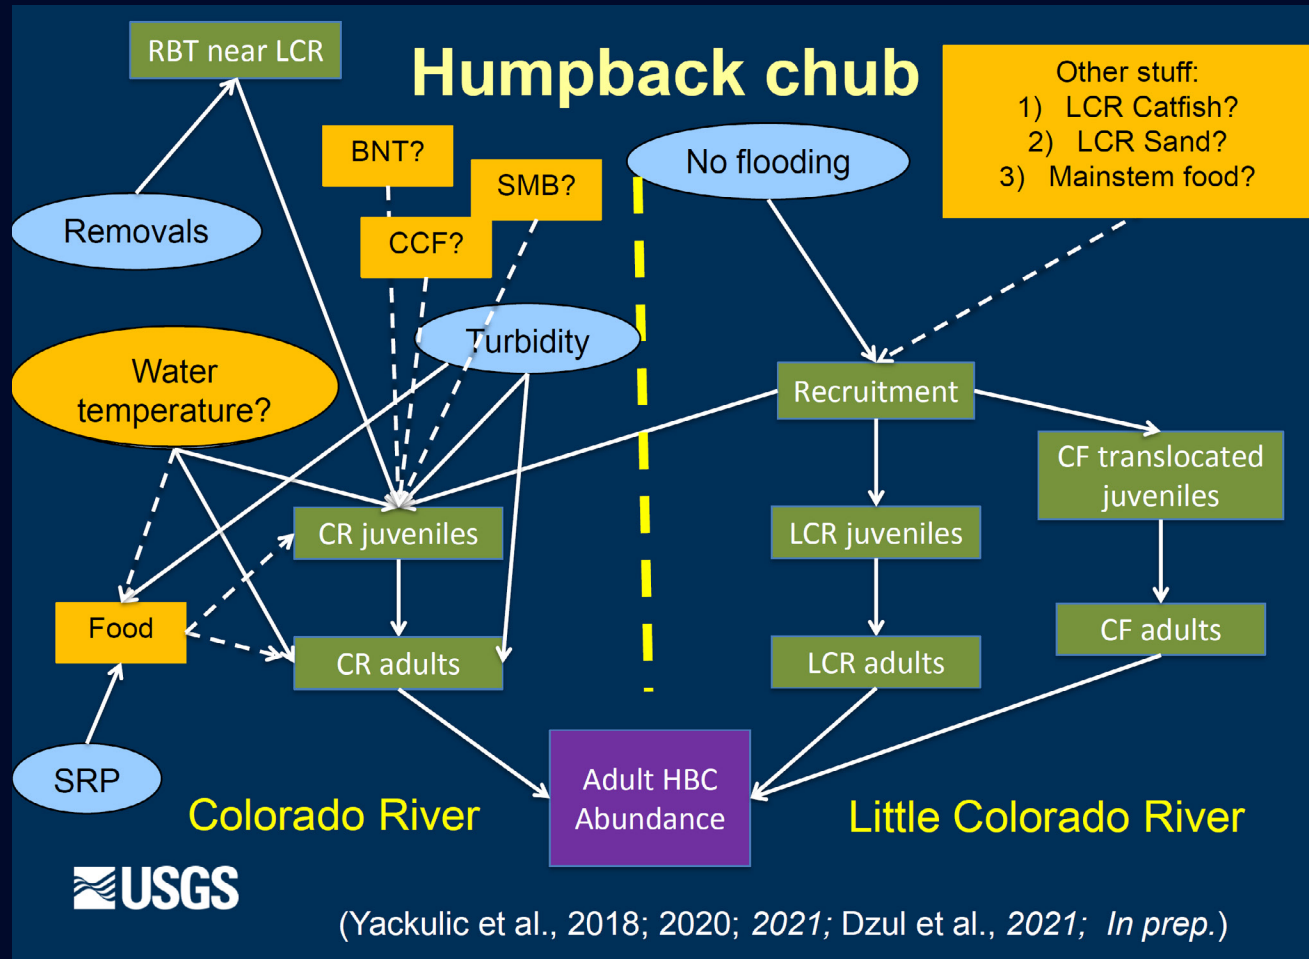 RBT near LCR
Humpback chub
Other stuff:
1) LCR Catfish?
2) LCR Sand?
3) Mainstem food?
BNT?
SMB?
No flooding
Removals
CCF?
Turbidity
Water
temperature?
Recruitment
CF translocated
juveniles
CR juveniles
LCR juveniles
Food
CR adults
LCR adults
CF adults
SRP
Adult HBC
Abundance
Colorado River
Little Colorado River
USGS
(Yackulic et al., 2018; 2020; 2021; Dzul et al., 2021; In prep.)